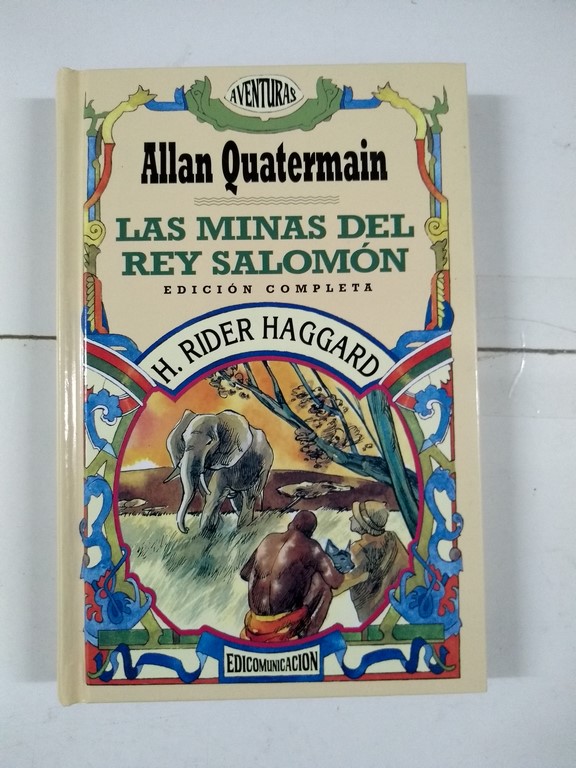 AVENTURAS
Allan Quatermain
LAS MINAS DEL
REY SALOMÓN
EDICIÓN COMPLETA
H. RIDER HAGGARD
EDICOMUNICACION